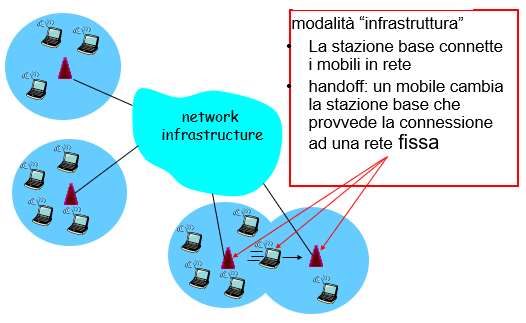 modalità “infrastruttura”
• La stazione base connette
i mobili in rete
• handoff: un mobile cambia
la stazione base che
provvede la connessione
ad una rete fissa
network
infrastructure